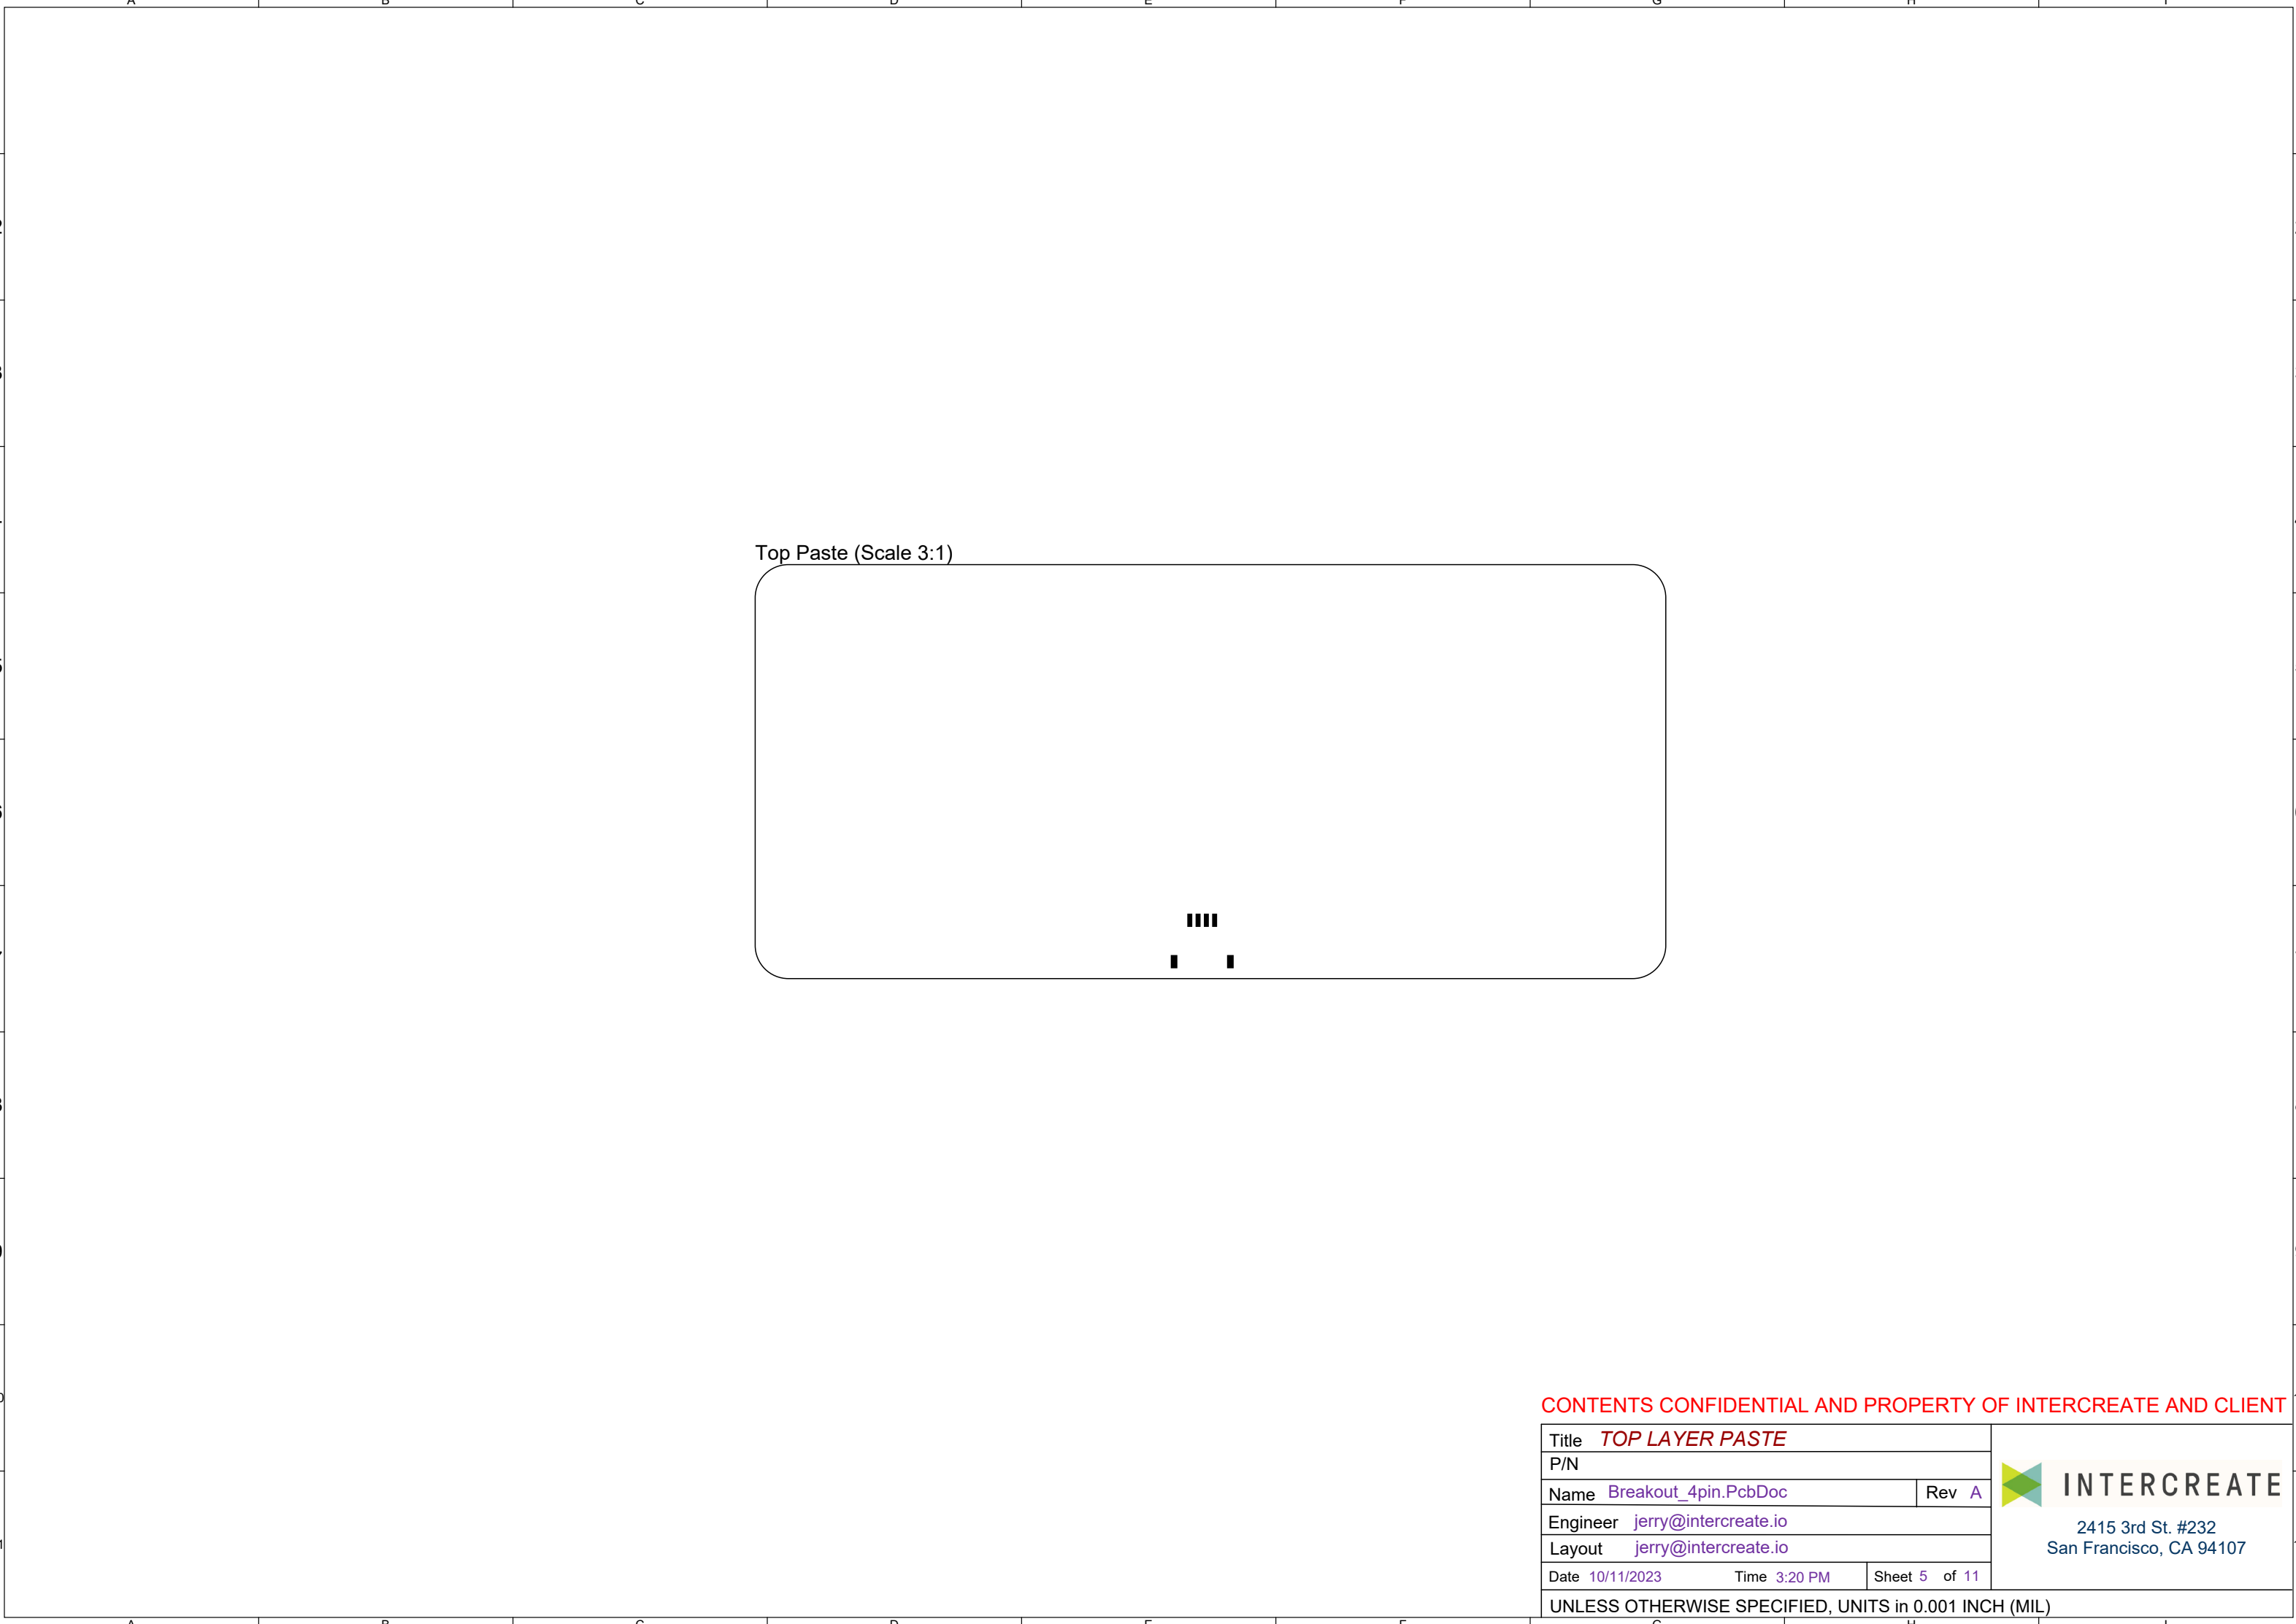 Top Paste (Scale 3:1)
CONTENTS CONFIDENTIAL AND PROPERTY OF INTERCREATE AND CLIENT
Title TOP LAYER PASTE
P/N
Name Breakout_4pin.PcbDoc Rev A
Engineer jerry@intercreate.io
Layout jerry@intercreate.io
Date 10/11/2023 Time 3:20 PM Sheet 5 of 11
UNLESS OTHERWISE SPECIFIED, UNITS in 0.001 INCH (MIL)
INTERCREATE
2415 3rd St. #232
San Francisco, CA 94107